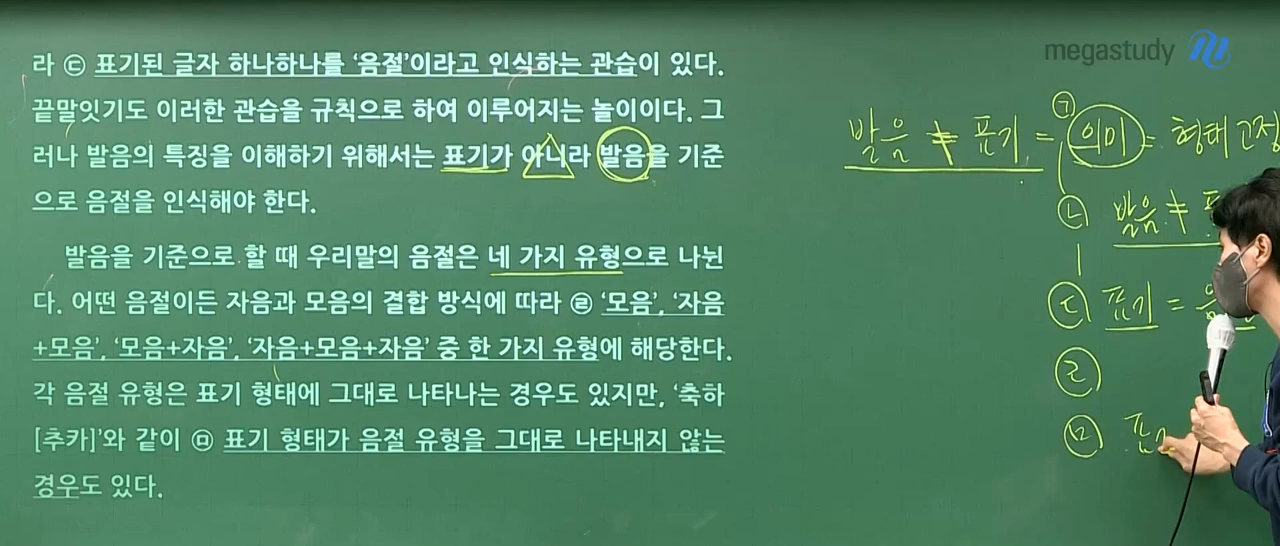 라 ㉢ 표기된 글자 하나하나를 ‘음절’이라고 인식하는 관습이 있다.
끝말잇기도 이러한 관습을 규칙으로 하여 이루어지는 놀이이다. 그
러나 발음의 특징을 이해하기 위해서는 표기가 아니라 발음을 기준
으로 음절을 인식해야 한다.
발음을 기준으로 할 때 우리말의 음절은 네 가지 유형으로 나뉜
다. 어떤 음절이든 자음과 모음의 결합 방식에 따라 ㉣ ‘모음’, ‘자음
+모음’, ‘모음+자음’, ‘자음+모음+자음’ 중 한 가지 유형에 해당한다.
각 음절 유형은 표기 형태에 그대로 나타나는 경우도 있지만, ‘축하
[추카]’와 같이 ㉤ 표기 형태가 음절 유형을 그대로 나타내지 않는
경우도 있다.
megastudy
㉠
발음 ≠ 표기 = 의미 = 형태 고정
㉡ 발음 ≠
㉢ 표기 =
㉣
㉤